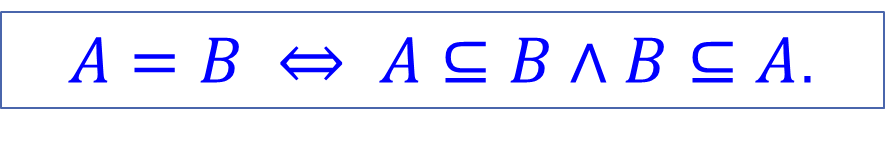 𝐴 = 𝐵 ⇔ 𝐴 ⊆ 𝐵 ∧ 𝐵 ⊆ 𝐴.